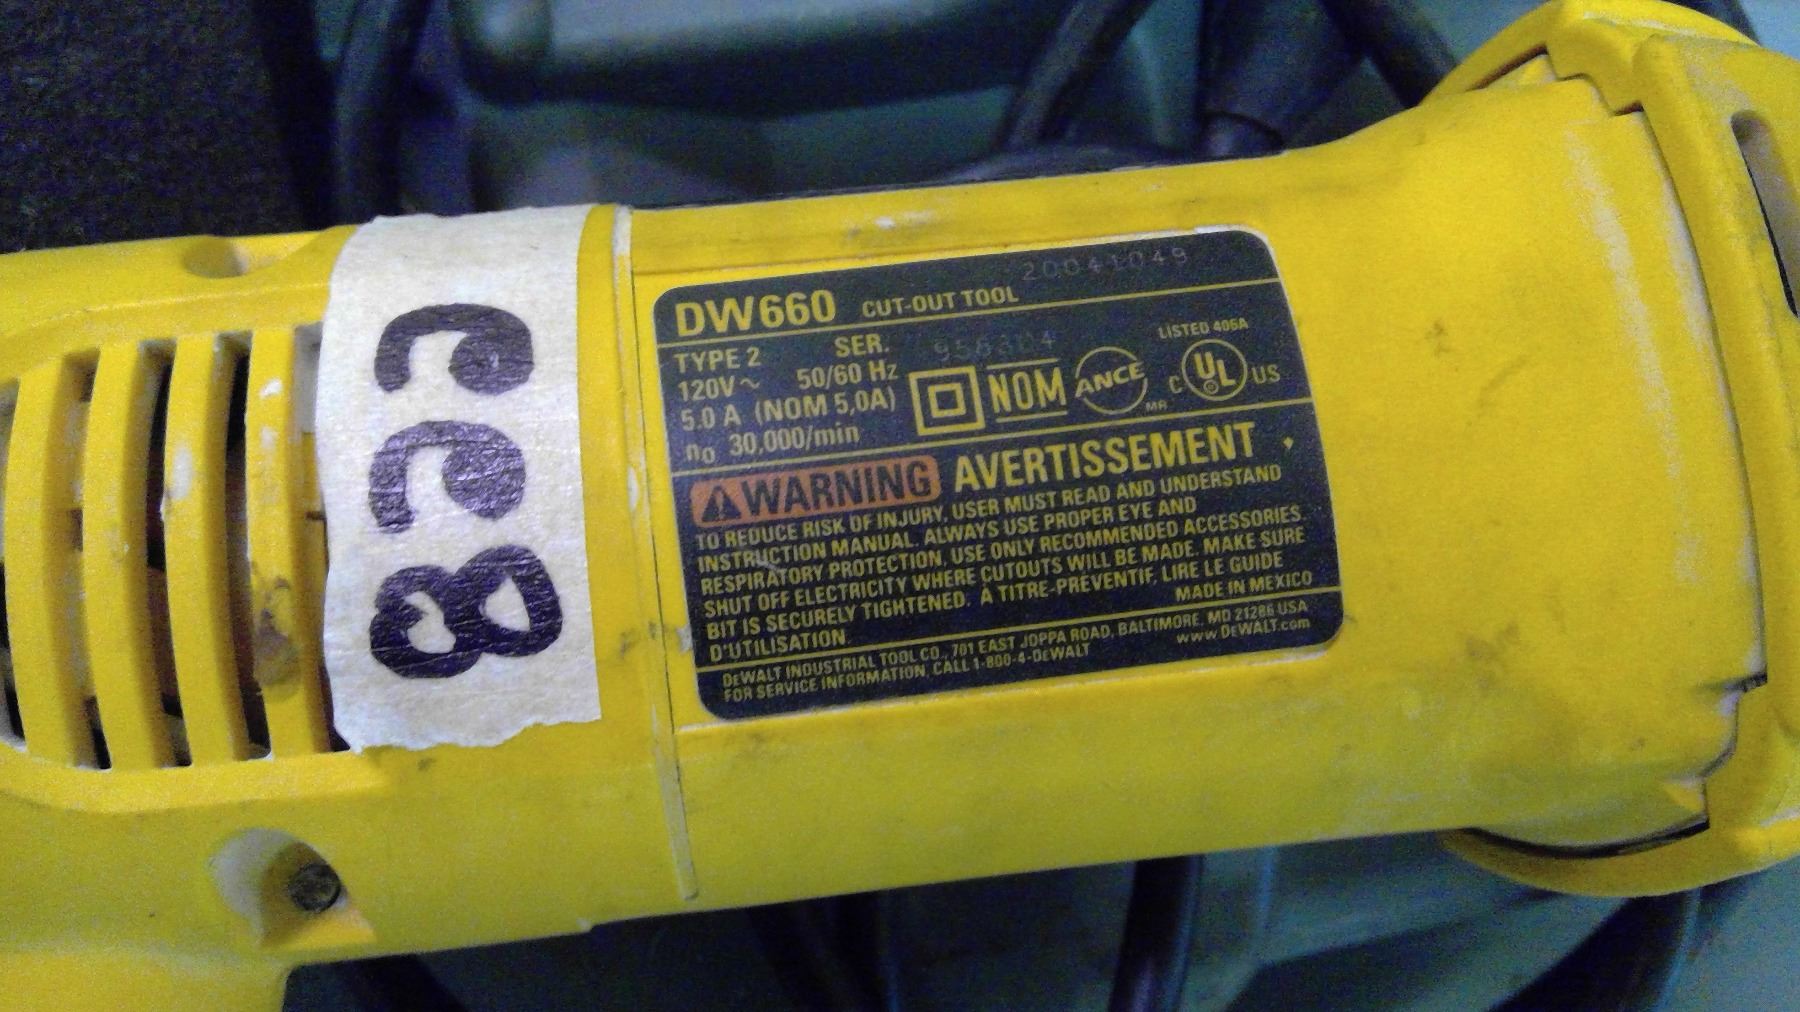 CC8
20041049
DW660 CUT-OUT TOOL
TYPE 2 SER.
120V~ 50/60 Hz
5.0 A (NOM 5,0A)
n₀ 30,000/min
NOM
ANCE
MR
LISTED 406A
C UL US
WARNING AVERTISSEMENT
TO REDUCE RISK OF INJURY, USER MUST READ AND UNDERSTAND
INSTRUCTION MANUAL. ALWAYS USE PROPER EYE AND
RESPIRATORY PROTECTION. USE ONLY RECOMMENDED ACCESSORIES.
SHUT OFF ELECTRICITY WHERE CUTOUTS WILL BE MADE. MAKE SURE
BIT IS SECURELY TIGHTENED. À TITRE-PREVENTIF, LIRE LE GUIDE
D'UTILISATION.
MADE IN MEXICO
DEWALT INDUSTRIAL TOOL CO., 701 EAST JOPPA ROAD, BALTIMORE, MD 21286 USA
FOR SERVICE INFORMATION, CALL 1-800-4-DEWALT www.DEWALT.com